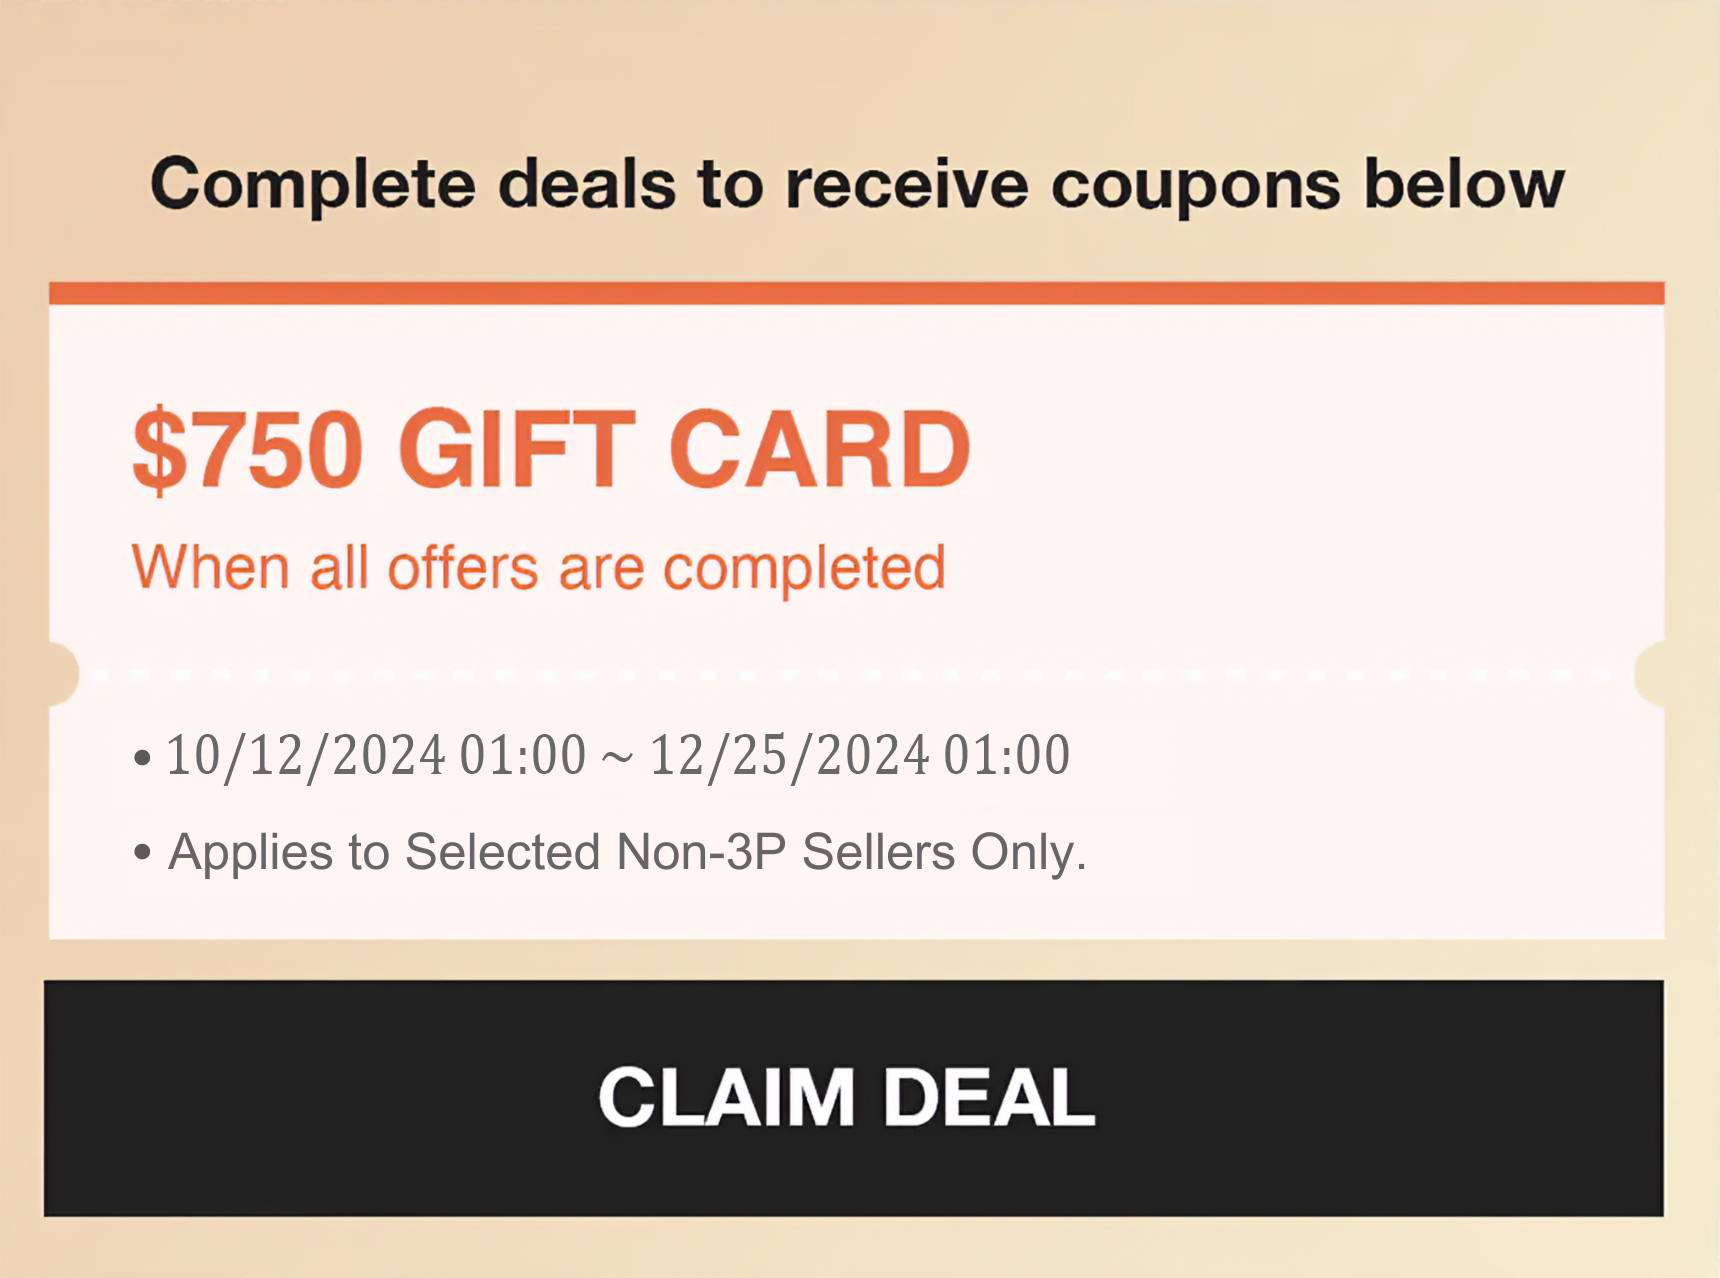 Complete deals to receive coupons below
$750 GIFT CARD
When all offers are completed
• 10/12/2024 01:00 ~ 12/25/2024 01:00
• Applies to Selected Non-3P Sellers Only.
CLAIM DEAL